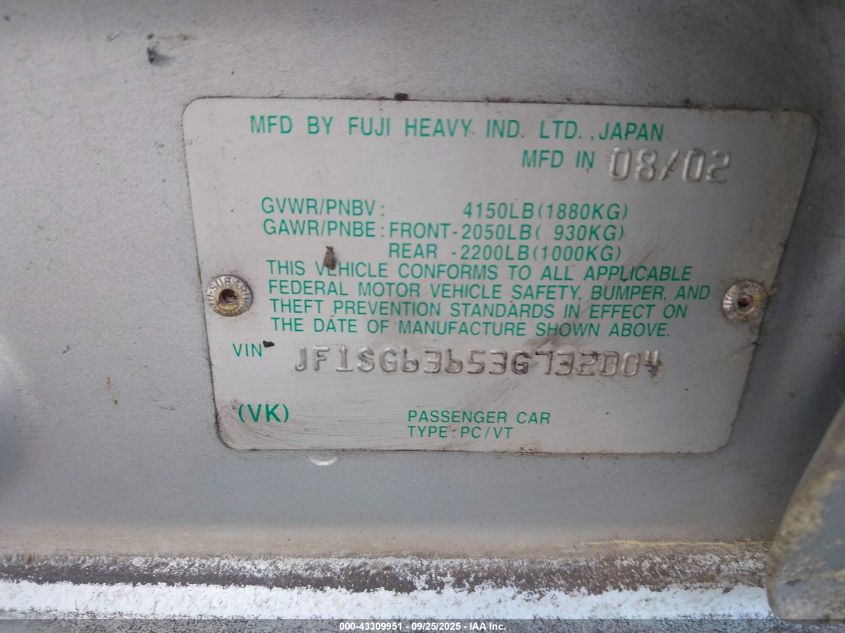 MFD BY FUJI HEAVY IND. LTD. JAPAN
MFD IN 08/02
GVWR/PNBV: 4150LB(1880KG)
GAWR/PNBE: FRONT-2050LB( 930KG)
REAR -2200LB(1000KG)
THIS VEHICLE CONFORMS TO ALL APPLICABLE
FEDERAL MOTOR VEHICLE SAFETY, BUMPER, AND
THEFT PREVENTION STANDARDS IN EFFECT ON
THE DATE OF MANUFACTURE SHOWN ABOVE.
VIN JF1SG63653G732004
(VK) PASSENGER CAR
TYPE:PC/VT
000-43309951 - 09/25/2025 - IAA Inc.